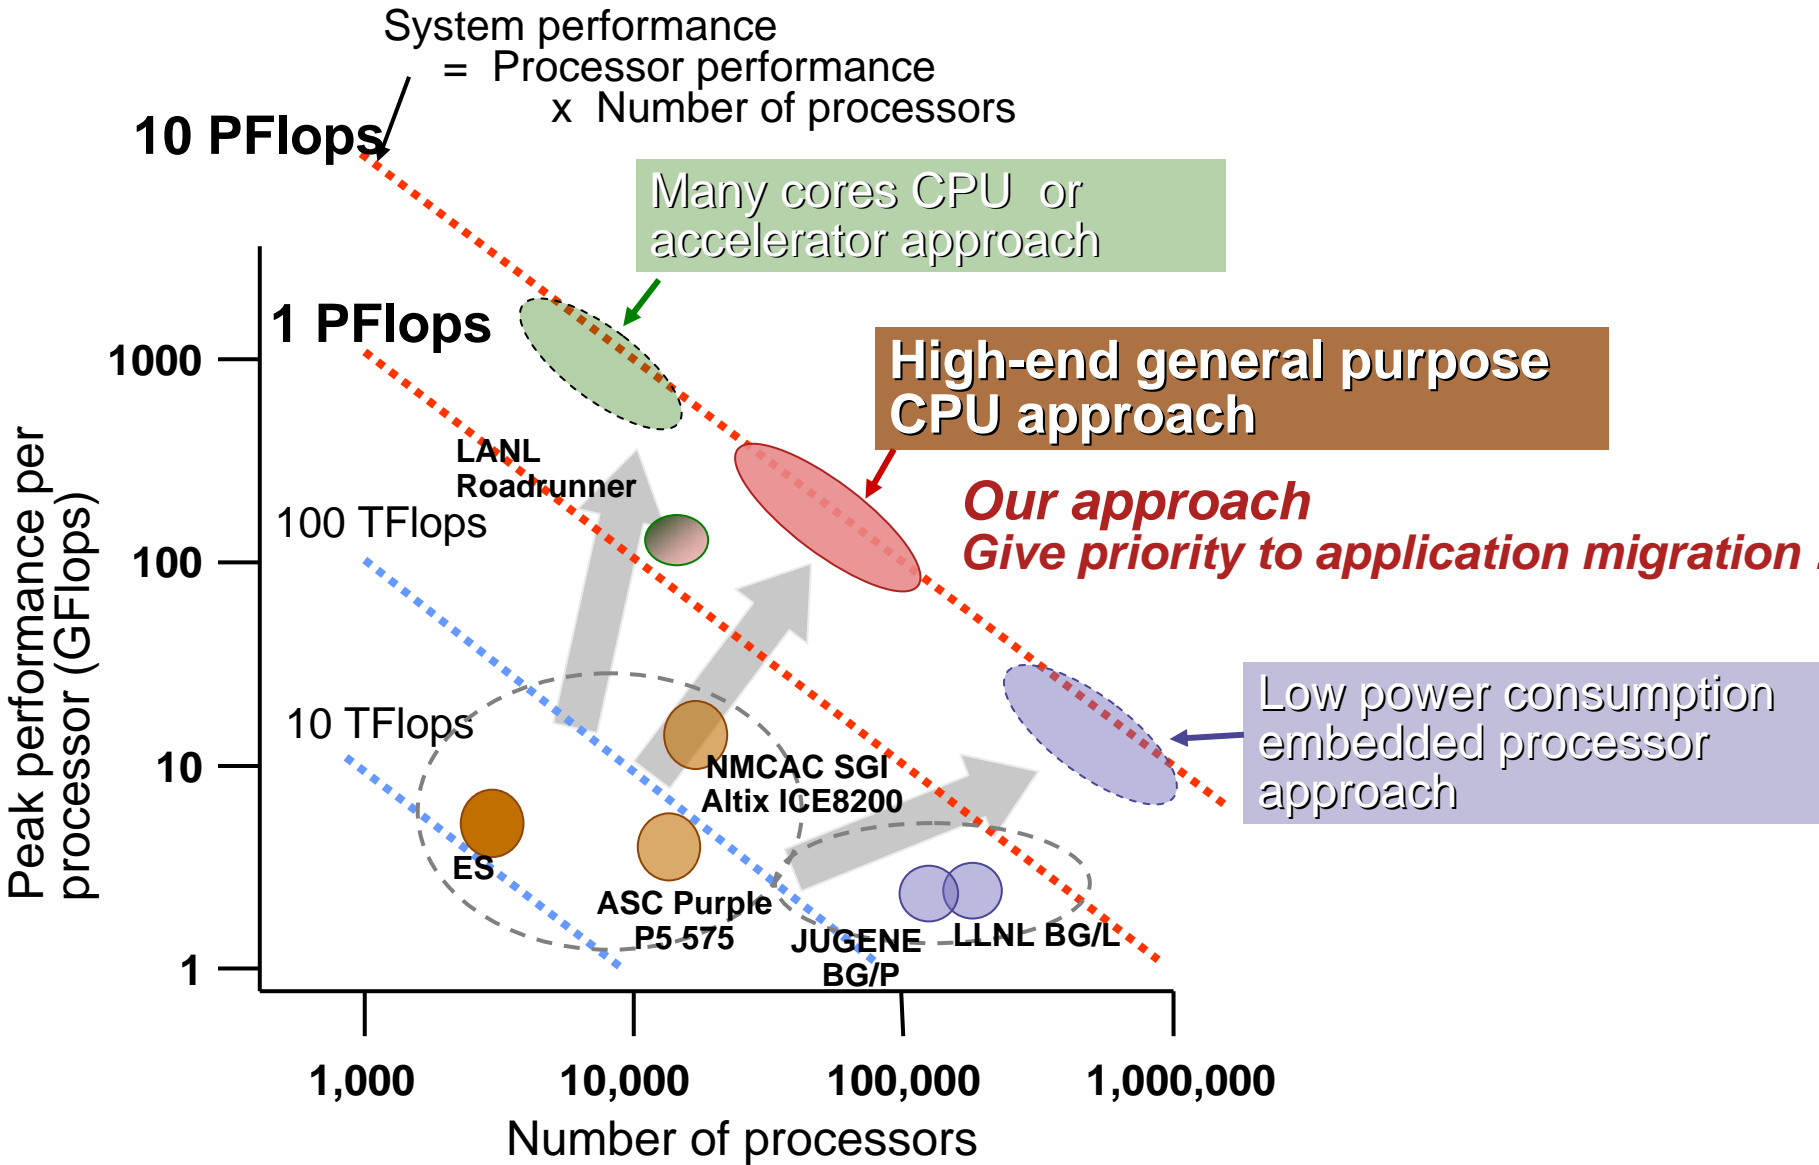 System performance
= Processor performance
x Number of processors
10 PFlops
Many cores CPU or
accelerator approach
1 PFlops
1000
High-end general purpose
CPU approach
LANL
Roadrunner
Our approach
Give priority to application migration
100 TFlops
100
Peak performance per
processor (GFlops)
10 TFlops
Low power consumption
embedded processor
approach
10
NMCAC SGI
Altix ICE8200
ES
ASC Purple
P5 575
JUGENE
BG/P
LLNL BG/L
1
1,000
10,000
100,000
1,000,000
Number of processors